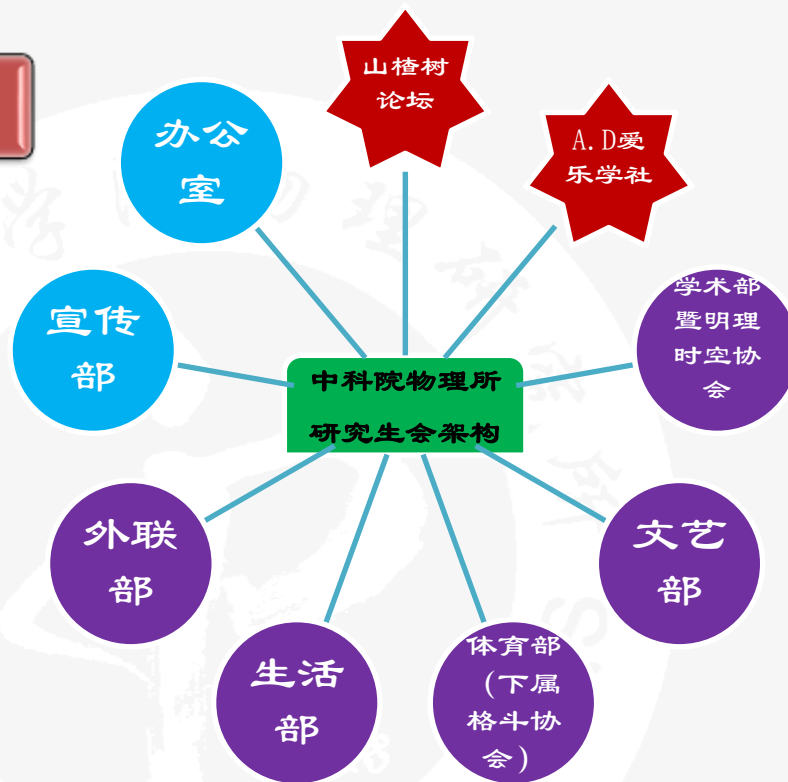 山楂树
论坛
A.D爱
乐学社
办公
室
学术部
暨明理
时空协
会
宣传
部
中科院物理所
研究生会架构
外联
部
文艺
部
生活
部
体育部
（下属
格斗协
会）